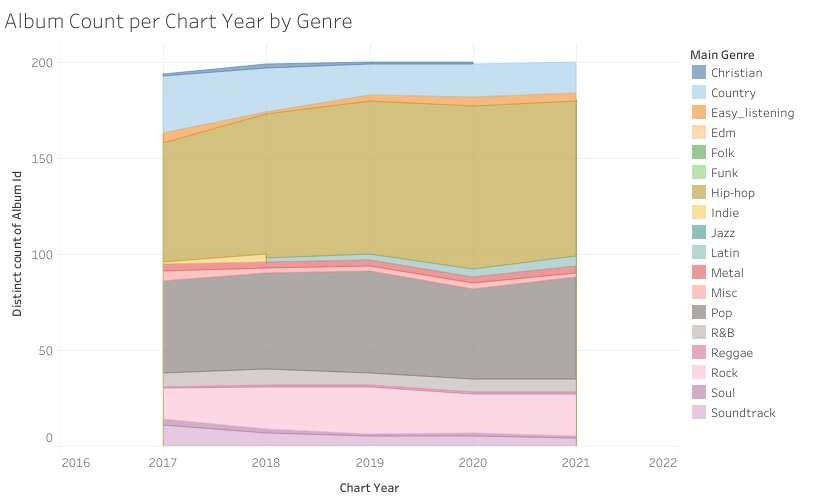 Album Count per Chart Year by Genre
Main Genre
Christian
Country
Easy_listening
Edm
Folk
Funk
Hip-hop
Indie
Jazz
Latin
Metal
Misc
Pop
R&B
Reggae
Rock
Soul
Soundtrack
Distinct count of Album Id
200
150
100
50
0
2016 2017 2018 2019 2020 2021 2022
Chart Year